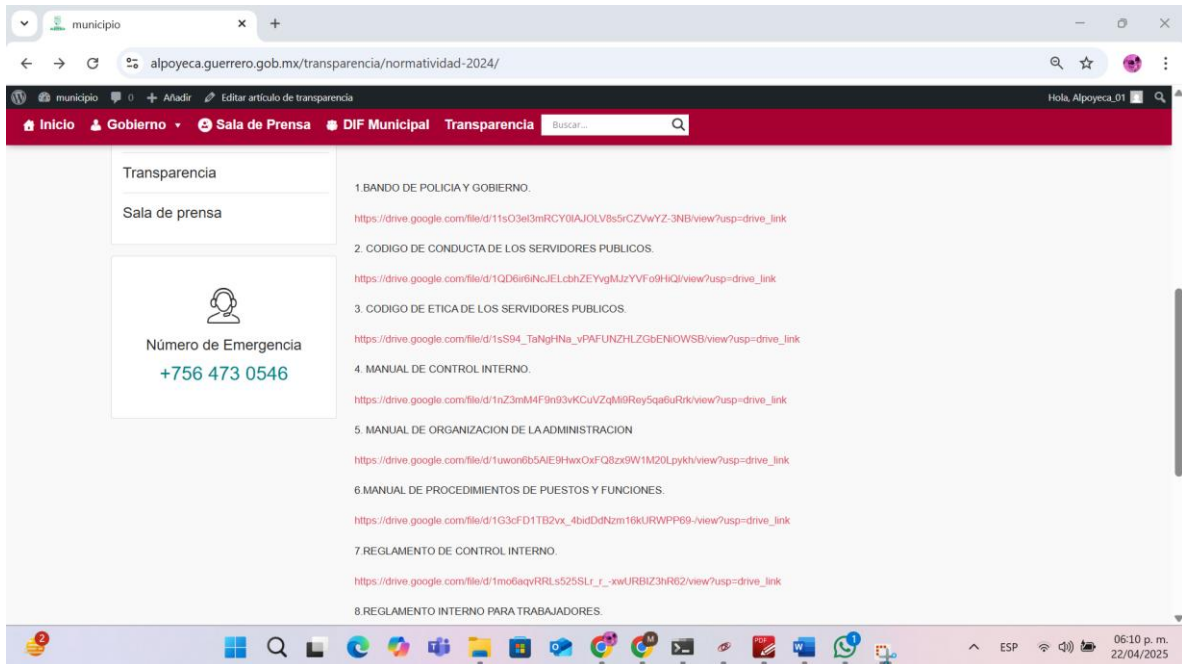 municipio
alpoyeca.guerrero.gob.mx/transparencia/normatividad-2024/
municipio 0 + Añadir Editar artículo de transparencia Hola, Alpoyeca_01
Inicio Gobierno Sala de Prensa DIF Municipal Transparencia Buscar...
Transparencia
Sala de prensa
Número de Emergencia
+756 473 0546
1.BANDO DE POLICIA Y GOBIERNO.
https://drive.google.com/file/d/11sO3el3mRCY0IAJOLV8s5rCZVwYZ-3NB/view?usp=drive_link
2. CODIGO DE CONDUCTA DE LOS SERVIDORES PUBLICOS.
https://drive.google.com/file/d/1QD6ir6iNcJELcbhZEYvgMJzYVFo9HiQl/view?usp=drive_link
3. CODIGO DE ETICA DE LOS SERVIDORES PUBLICOS.
https://drive.google.com/file/d/1sS94_TaNgHNa_vPAFUNZHLZGbENiOWSB/view?usp=drive_link
4. MANUAL DE CONTROL INTERNO.
https://drive.google.com/file/d/1nZ3mM4F9n93vKCuVZqMi9Rey5qa6uRrk/view?usp=drive_link
5. MANUAL DE ORGANIZACION DE LA ADMINISTRACION
https://drive.google.com/file/d/1uwon6b5AlE9HwxOxFQ8zx9W1M20Lpykh/view?usp=drive_link
6.MANUAL DE PROCEDIMIENTOS DE PUESTOS Y FUNCIONES.
https://drive.google.com/file/d/1G3cFD1TB2vx_4bidDdNzm16kURWPP69-/view?usp=drive_link
7.REGLAMENTO DE CONTROL INTERNO.
https://drive.google.com/file/d/1mo6aqvRRLs525SLr_r_-xwURBIZ3hR62/view?usp=drive_link
8.REGLAMENTO INTERNO PARA TRABAJADORES.
2
ESP
06:10 p. m.
22/04/2025